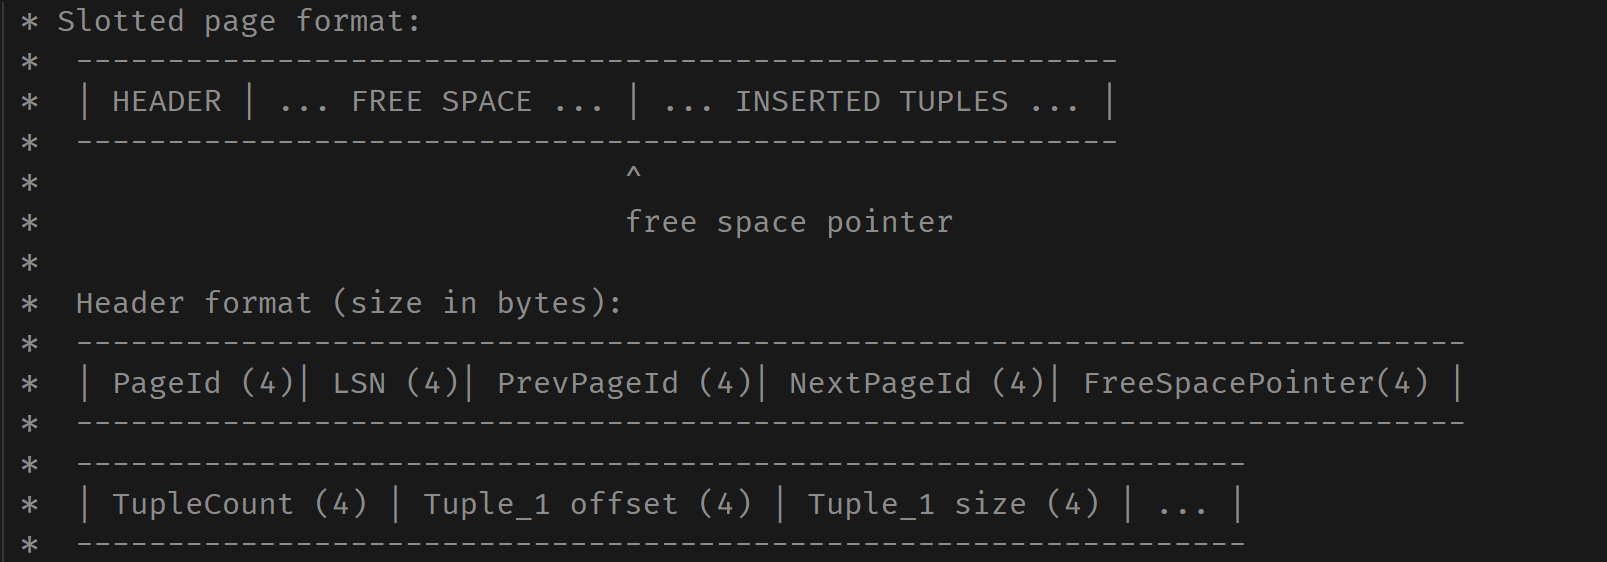 * Slotted page format:
*  ---------------------------------------------------------
*  | HEADER | ... FREE SPACE ... | ... INSERTED TUPLES ... |
*  ---------------------------------------------------------
*                                ^
*                                free space pointer
*
*  Header format (size in bytes):
*  ----------------------------------------------------------------------------
*  | PageId (4)| LSN (4)| PrevPageId (4)| NextPageId (4)| FreeSpacePointer(4) |
*  ----------------------------------------------------------------------------
*  ----------------------------------------------------------------
*  | TupleCount (4) | Tuple_1 offset (4) | Tuple_1 size (4) | ... |
*  ----------------------------------------------------------------